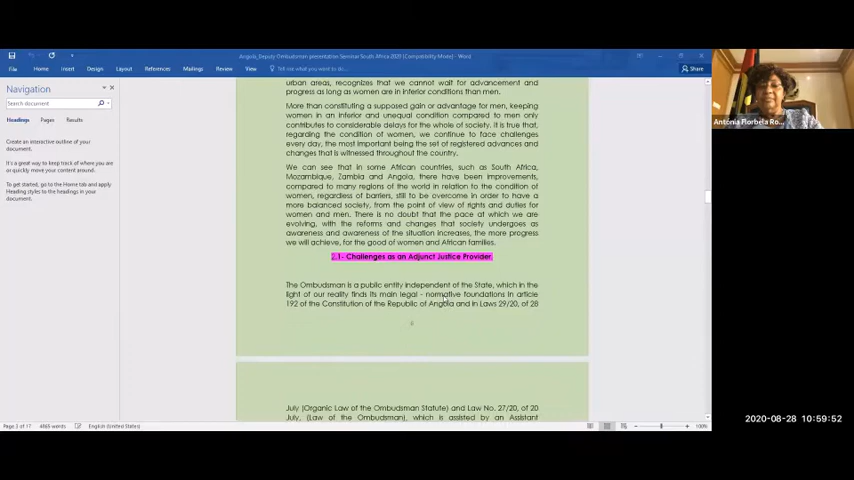 Angola_Deputy Ombudsman presentation Seminar South Africa 2020 [Compatibility Mode] - Word
File Home Insert Design Layout References Mailings Review View Tell me what you want to do... Share
Navigation
Search document
Headings Pages Results
Create an interactive outline of your
document.
It's a great way to keep track of where you are
or quickly move your content around.
To get started, go to the Home tab and apply
Heading styles to the headings in your document.
urban areas, recognizes that we cannot wait for advancement and
progress as long as women are in inferior conditions than men.
More than constituting a supposed gain or advantage for men, keeping
women in an inferior and unequal condition compared to men only
contributes to considerable delays for the whole of society. It is true that,
regarding the condition of women, we continue to face challenges
every day, the most important being the set of registered advances and
changes that is witnessed throughout the country.
We can see that in some African countries, such as South Africa,
Mozambique, Zambia and Angola, there have been improvements,
compared to many regions of the world in relation to the condition of
women, regardless of barriers, still to be overcome in order to have a
more balanced society, from the point of view of rights and duties for
women and men. There is no doubt that the pace at which we are
evolving, with the reforms and changes that society undergoes as
awareness and awareness of the situation increases, the more progress
we will achieve, for the good of women and African families.
.1- Challenges as an Adjunct Justice Provider
The Ombudsman is a public entity independent of the State, which in the
light of our reality finds its main legal - normative foundations in article
192 of the Constitution of the Republic of Angola and in Laws 29/20, of 28
July (Organic Law of the Ombudsman Statute) and Law No. 27/20, of 20
July, (Law of the Ombudsman), which is assisted by an Assistant
Page 3 of 17 4865 words English (United States) 100%
Antónia Florbela Ro...
2020-08-28 10:59:52